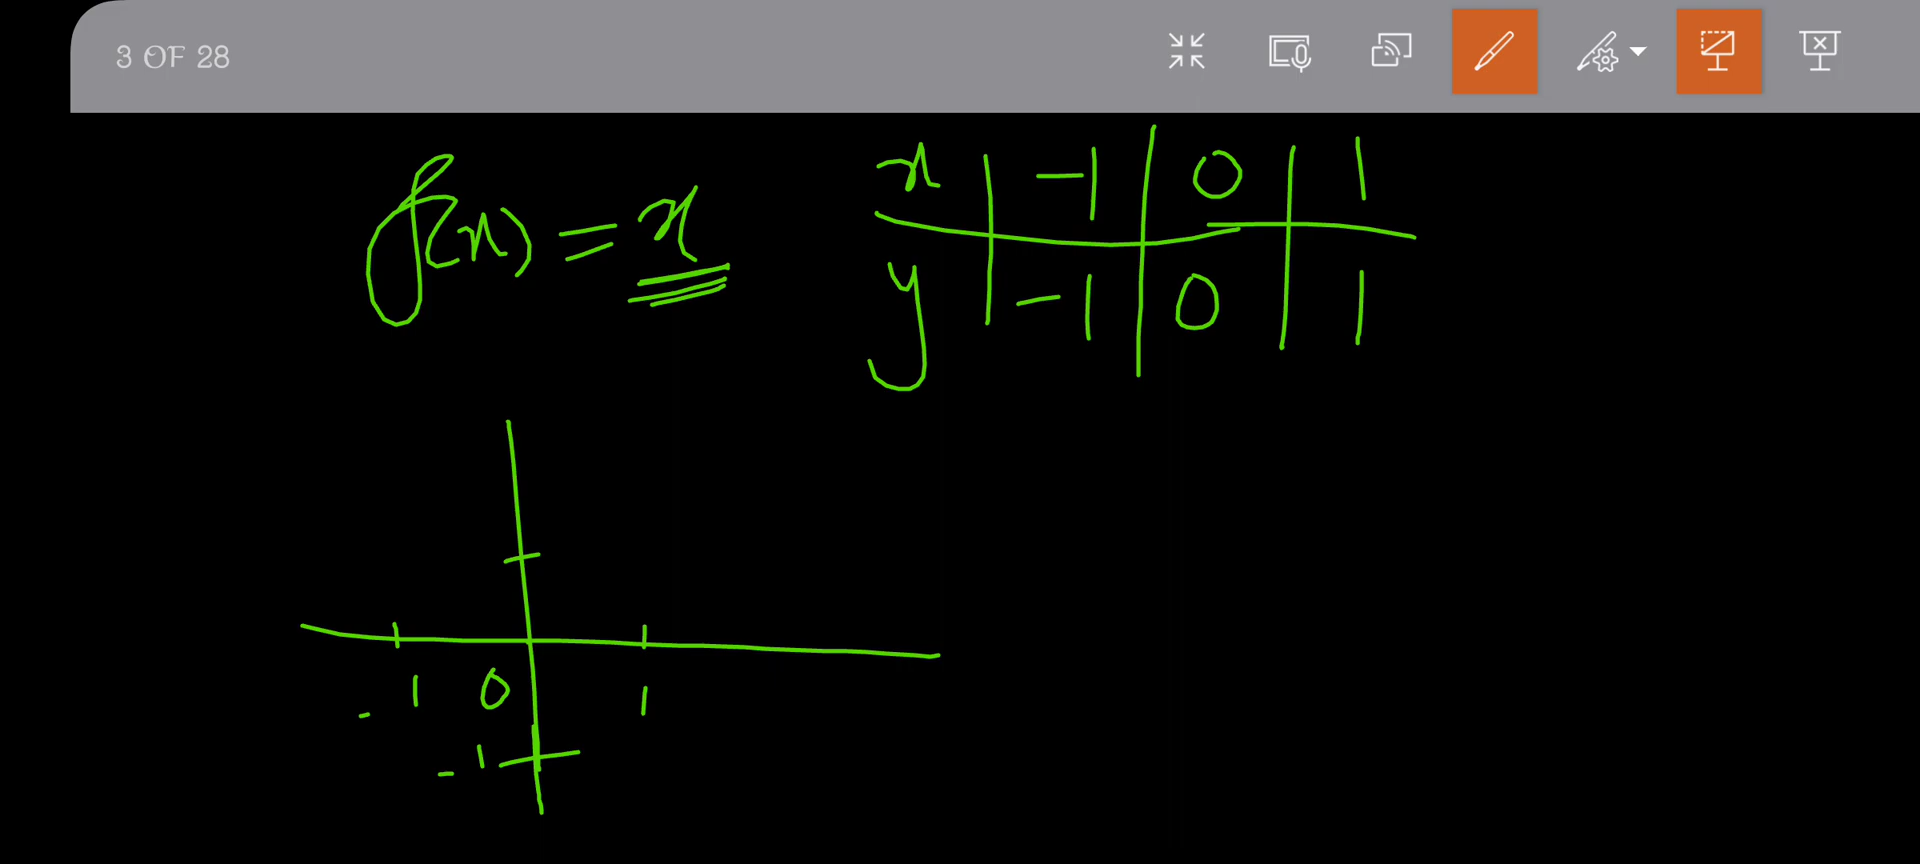 3 OF 28
f(x) = x
x | -1 | 0 | 1
y | -1 | 0 | 1
-1 0 1
-1